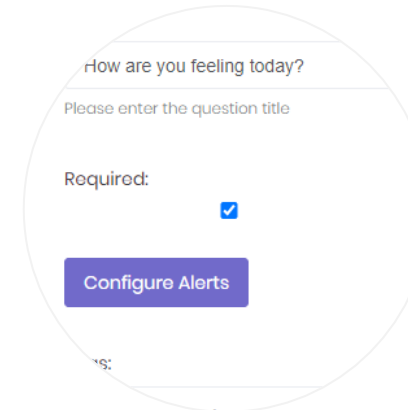 How are you feeling today?
Please enter the question title
Required:
Configure Alerts